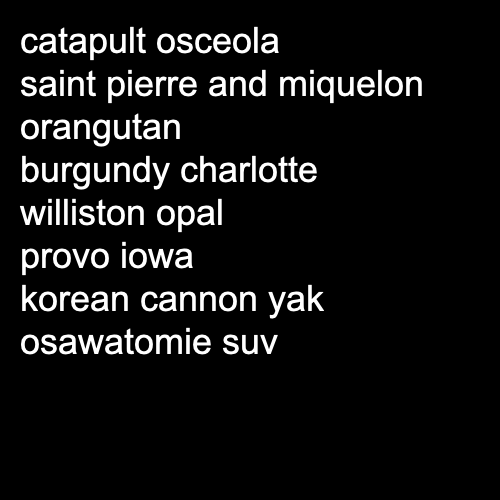 catapult osceola
saint pierre and miquelon
orangutan
burgundy charlotte
williston opal
provo iowa
korean cannon yak
osawatomie suv